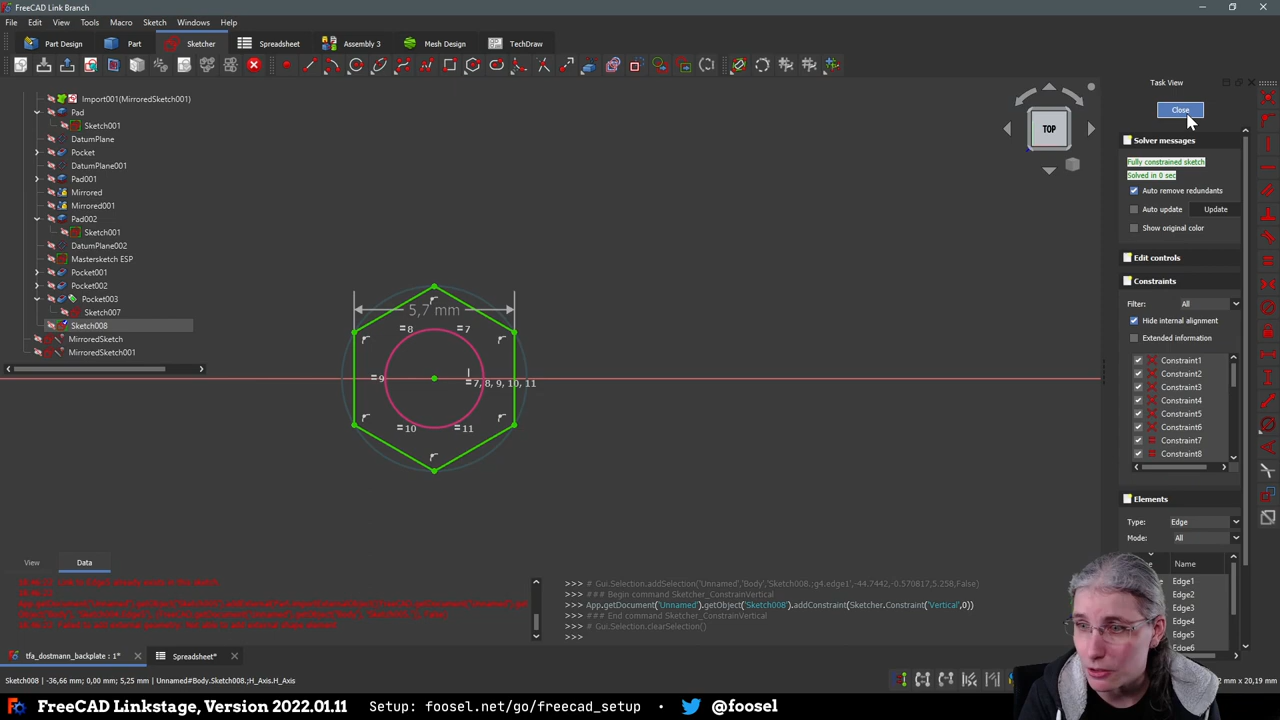 FreeCAD Link Branch
File Edit View Tools Macro Sketch Windows Help
Part Design Part Sketcher Spreadsheet Assembly 3 Mesh Design TechDraw
Import001(MirroredSketch001)
Pad
Sketch001
DatumPlane
Pocket
DatumPlane001
Pad001
Mirrored
Mirrored001
Pad002
Sketch001
DatumPlane002
Mastersketch ESP
Pocket001
Pocket002
Pocket003
Sketch007
Sketch008
MirroredSketch
MirroredSketch001
TOP
5,7 mm
8
7
9
7, 8, 9, 10, 11
10
11
Task View
Close
Solver messages
Fully constrained sketch
Solved in 0 sec
Auto remove redundants
Auto update Update
Show original color
Edit controls
Constraints
Filter: All
Hide internal alignment
Extended information
Constraint1
Constraint2
Constraint3
Constraint4
Constraint5
Constraint6
Constraint7
Constraint8
Elements
Type: Edge
Mode: All
Name
Edge1
Edge2
Edge3
Edge4
Edge5
Edge6
View Data
>>> # Gui.Selection.addSelection('Unnamed','Body','Sketch008.;g4.edge1',-44.7442,-0.570817,5.258,False)
>>> ### Begin command Sketcher_ConstrainVertical
>>> App.getDocument('Unnamed').getObject('Sketch008').addConstraint(Sketcher.Constraint('Vertical',0))
>>> ### End command Sketcher_ConstrainVertical
>>> # Gui.Selection.clearSelection()
>>>
tfa_dostmann_backplate : 1* Spreadsheet*
Sketch008 | -36,66 mm; 0,00 mm; 5,25 mm | Unnamed#Body.Sketch008.;H_Axis.H_Axis
2 mm x 20,19 mm
FreeCAD Linkstage, Version 2022.01.11 Setup: foosel.net/go/freecad_setup @foosel